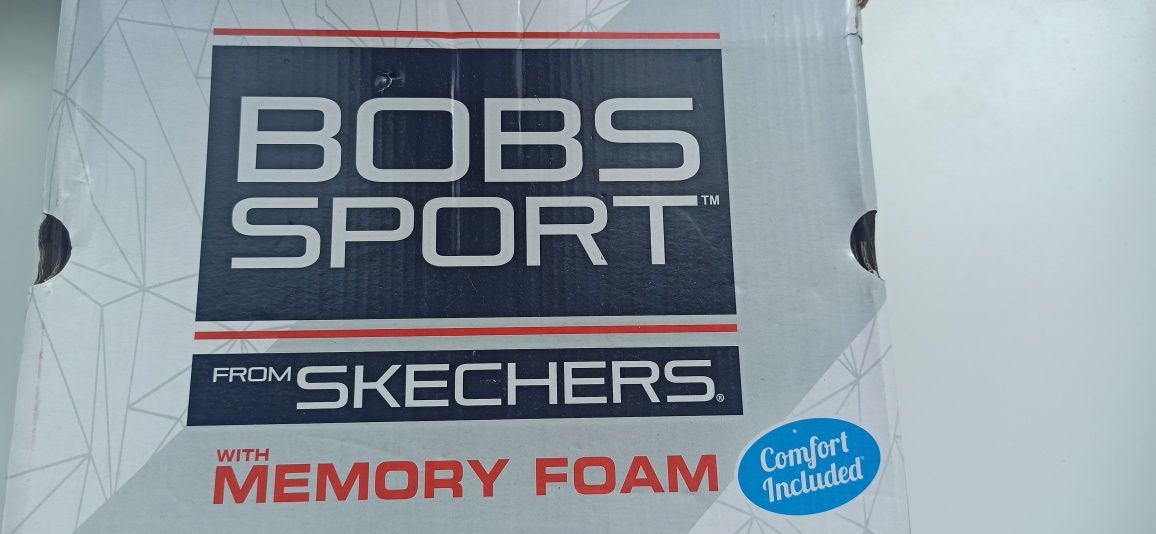 BOBS
SPORT™
FROM SKECHERS®
WITH
MEMORY FOAM
Comfort
Included